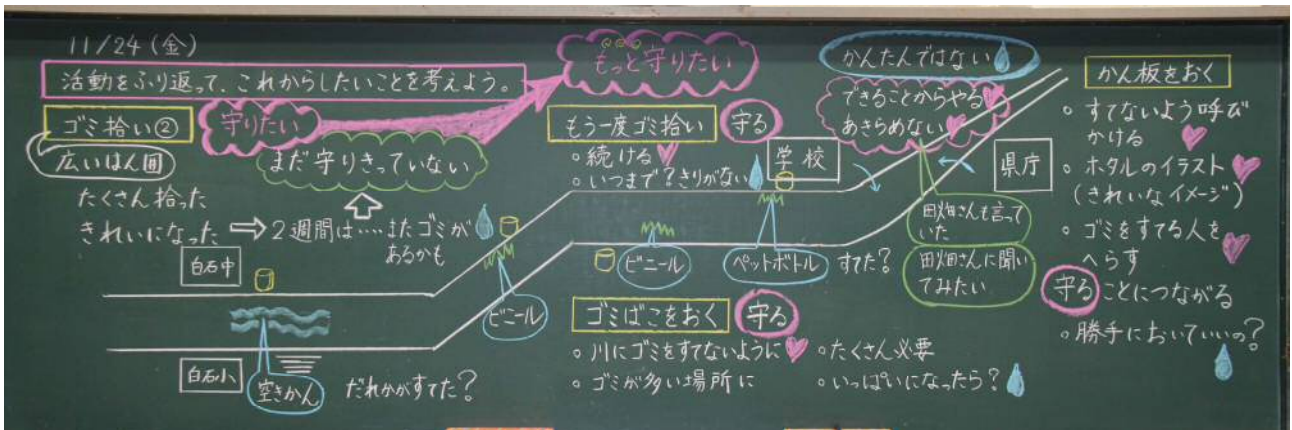 11/24(金)
活動をふり返って、これからしたいことを考えよう。
ゴミ拾い②
広いはん囲
たくさん拾った
きれいになった
守りたい
まだ守りきっていない
2週間は‥‥またゴミが
あるかも
もっと守りたい
もう一度ゴミ拾い
守る
○続ける
○いつまで?きりがない
かんたんではない
できることからやる
あきらめない
田畑さんも言って
いた
田畑さんに聞い
てみたい
学校
県庁
白石中
白石小
空きかん
だれかがすてた?
ビニール
ビニール
ペットボトル
すてた?
ゴミばこをおく
守る
○川にゴミをすてないように
○ゴミが多い場所に
○たくさん必要
○いっぱいになったら?
かん板をおく
○すてないよう呼び
かける
○ホタルのイラスト
(きれいなイメージ)
○ゴミをすてる人を
へらす
守ることにつながる
○勝手においていいの?